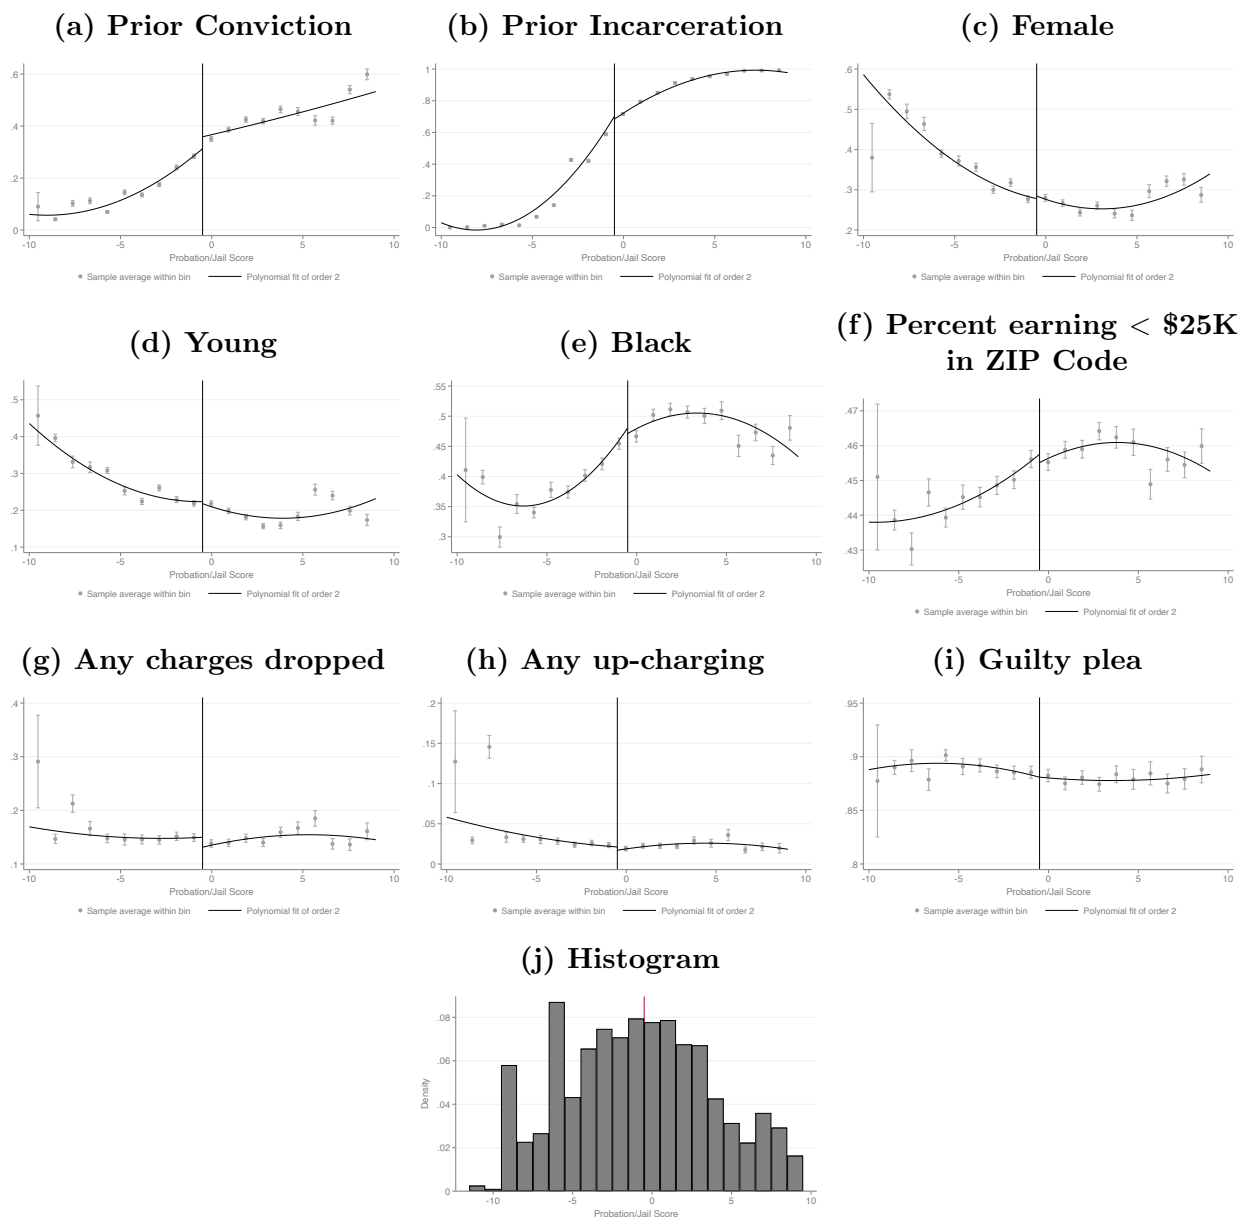 (a) Prior Conviction
.6
.4
.2
0
-10 -5 0 5 10
Probation/Jail Score
Sample average within bin Polynomial fit of order 2
(b) Prior Incarceration
1
.8
.6
.4
.2
0
-10 -5 0 5 10
Probation/Jail Score
Sample average within bin Polynomial fit of order 2
(c) Female
.6
.5
.4
.3
.2
-10 -5 0 5 10
Probation/Jail Score
Sample average within bin Polynomial fit of order 2
(d) Young
.5
.4
.3
.2
.1
-10 -5 0 5 10
Probation/Jail Score
Sample average within bin Polynomial fit of order 2
(e) Black
.55
.5
.45
.4
.35
.3
-10 -5 0 5 10
Probation/Jail Score
Sample average within bin Polynomial fit of order 2
(f) Percent earning < $25K
in ZIP Code
.47
.46
.45
.44
.43
-10 -5 0 5 10
Probation/Jail Score
Sample average within bin Polynomial fit of order 2
(g) Any charges dropped
.4
.3
.2
.1
-10 -5 0 5 10
Probation/Jail Score
Sample average within bin Polynomial fit of order 2
(h) Any up-charging
.2
.15
.1
.05
0
-10 -5 0 5 10
Probation/Jail Score
Sample average within bin Polynomial fit of order 2
(i) Guilty plea
.95
.9
.85
.8
-10 -5 0 5 10
Probation/Jail Score
Sample average within bin Polynomial fit of order 2
(j) Histogram
.08
.06
.04
.02
0
Density
-10 -5 0 5 10
Probation/Jail Score